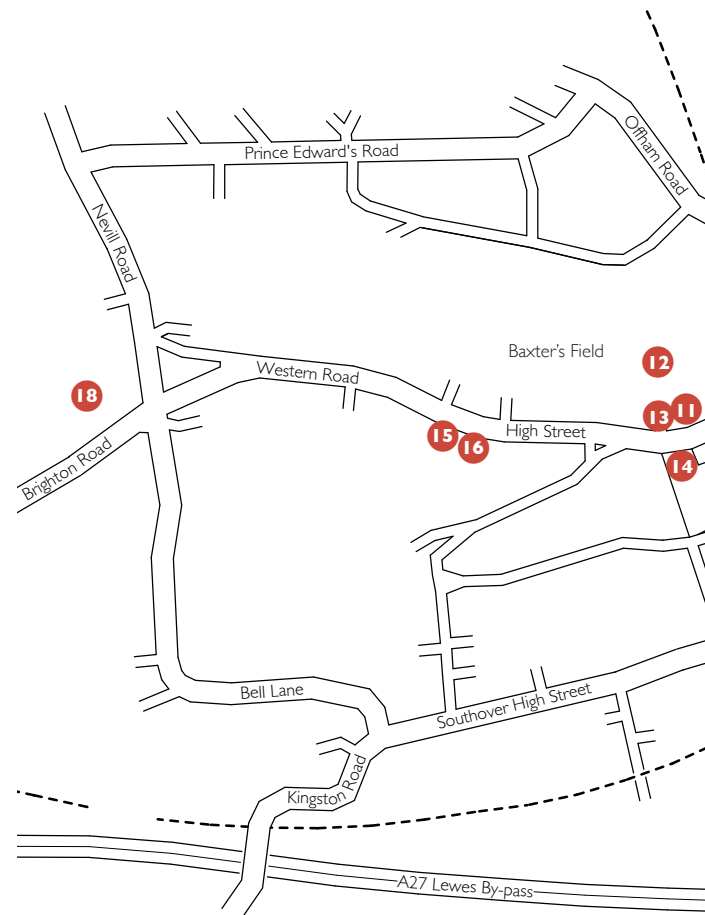 Offham Road
Prince Edward's Road
Nevill Road
Baxter's Field
12
Western Road
18
11
13
High Street
15
16
14
Brighton Road
Bell Lane
Southover High Street
Kingston Road
A27 Lewes By-pass